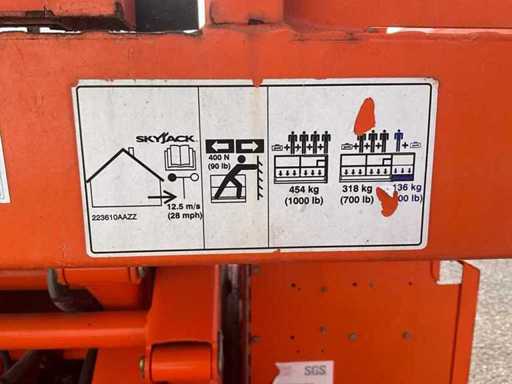 SKYJACK
400 N
(90 lb)
12.5 m/s
(28 mph)
223610AAZZ
454 kg
(1000 lb)
318 kg
(700 lb)
136 kg
lb)
SGS